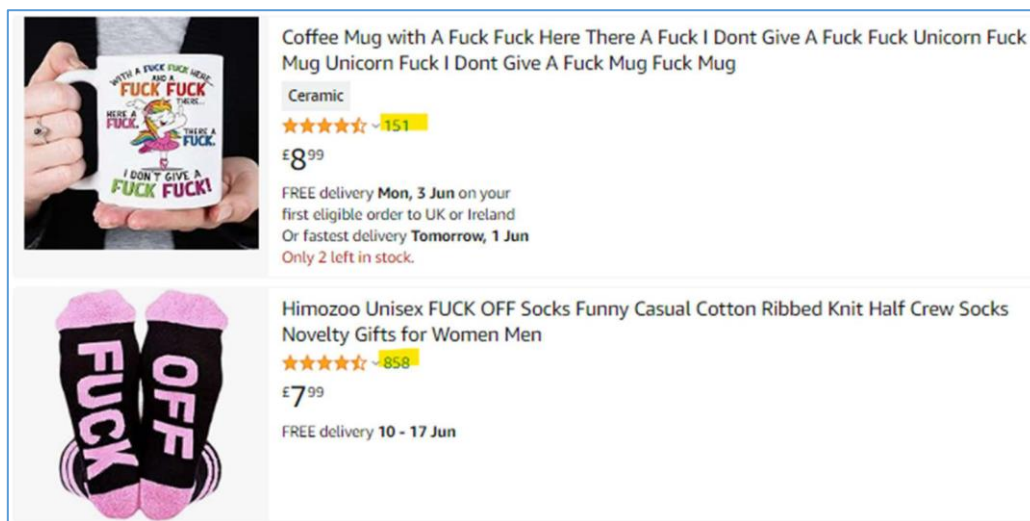 Coffee Mug with A Fuck Fuck Here There A Fuck I Dont Give A Fuck Fuck Unicorn Fuck
Mug Unicorn Fuck I Dont Give A Fuck Mug Fuck Mug
Ceramic
151
£8.99
FREE delivery Mon, 3 Jun on your
first eligible order to UK or Ireland
Or fastest delivery Tomorrow, 1 Jun
Only 2 left in stock.
WITH A FUCK FUCK HERE...
AND A
FUCK FUCK
THERE...
HERE A
FUCK.
THERE A
FUCK.
I DON'T GIVE A
FUCK FUCK!
Himozoo Unisex FUCK OFF Socks Funny Casual Cotton Ribbed Knit Half Crew Socks
Novelty Gifts for Women Men
858
£7.99
FREE delivery 10 - 17 Jun
FUCK
OFF